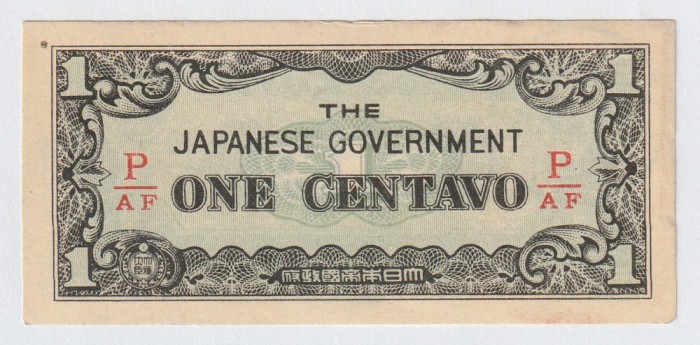 1 1
THE
JAPANESE GOVERNMENT
P/AF ONE CENTAVO P/AF
1 1
府政國帝本日大